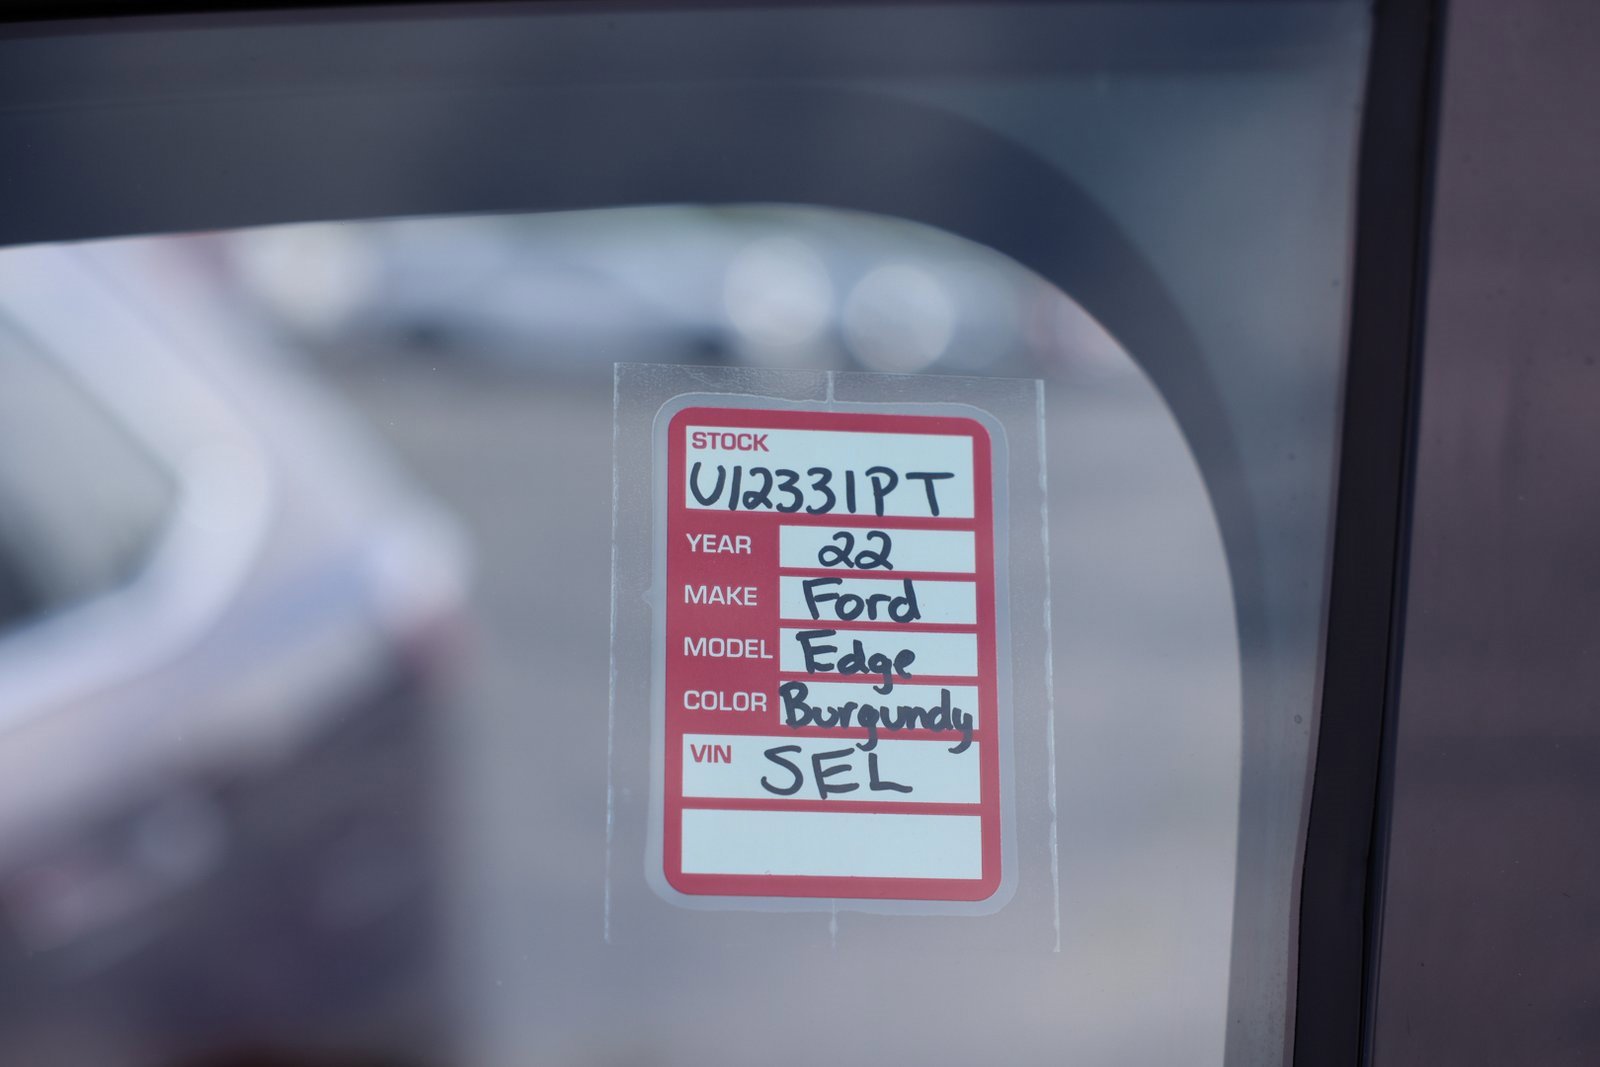 STOCK
U12331PT
YEAR 22
MAKE Ford
MODEL Edge
COLOR Burgundy
VIN SEL